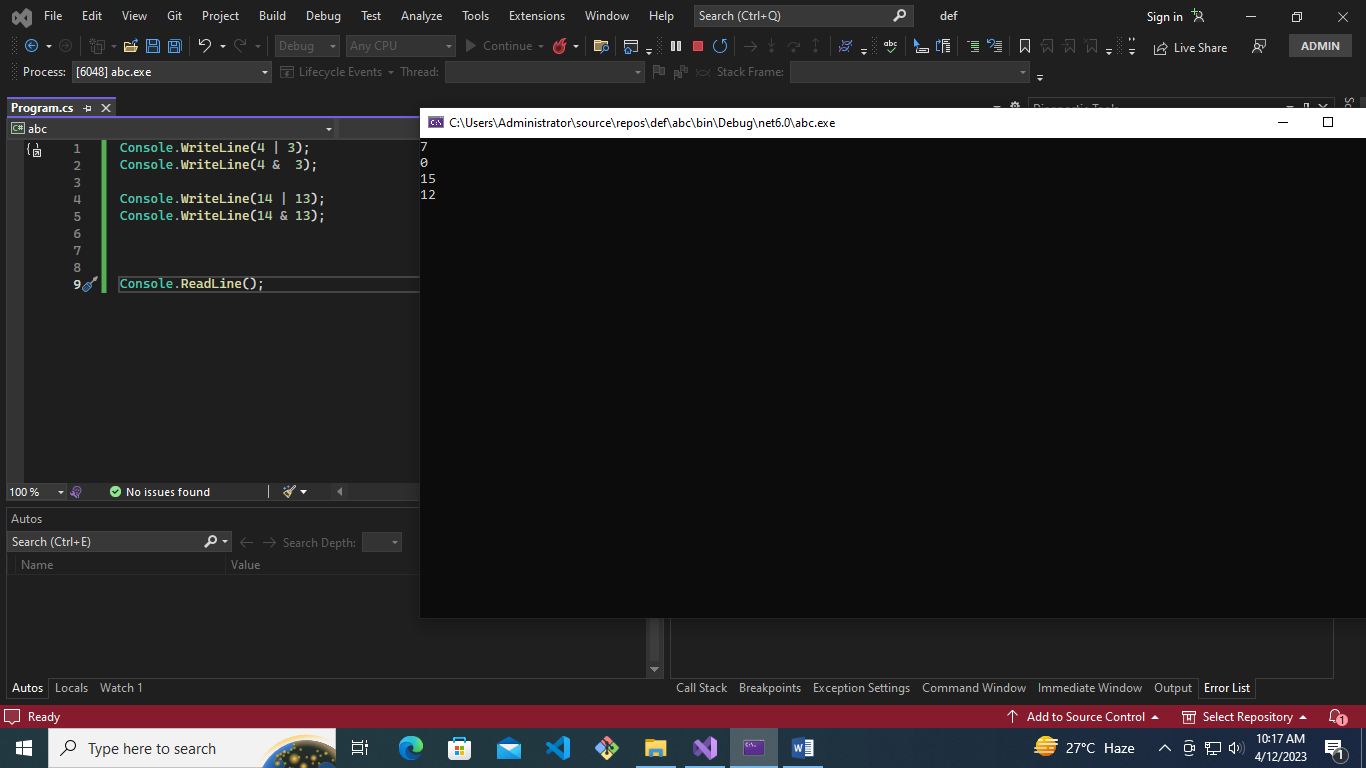 File Edit View Git Project Build Debug Test Analyze Tools Extensions Window Help Search (Ctrl+Q) def Sign in
Debug Any CPU Continue Live Share ADMIN
Process: [6048] abc.exe Lifecycle Events Thread: Stack Frame:
Program.cs
Diagnostic Tools
C# abc
C:\Users\Administrator\source\repos\def\abc\bin\Debug\net6.0\abc.exe
1 Console.WriteLine(4 | 3);
2 Console.WriteLine(4 &  3);
3
4 Console.WriteLine(14 | 13);
5 Console.WriteLine(14 & 13);
6
7
8
9 Console.ReadLine();
7
0
15
12
100 % No issues found
Autos
Search (Ctrl+E) Search Depth:
Name Value
Autos Locals Watch 1
Call Stack Breakpoints Exception Settings Command Window Immediate Window Output Error List
Ready Add to Source Control Select Repository 1
Type here to search 27°C Haze
10:17 AM
4/12/2023
1